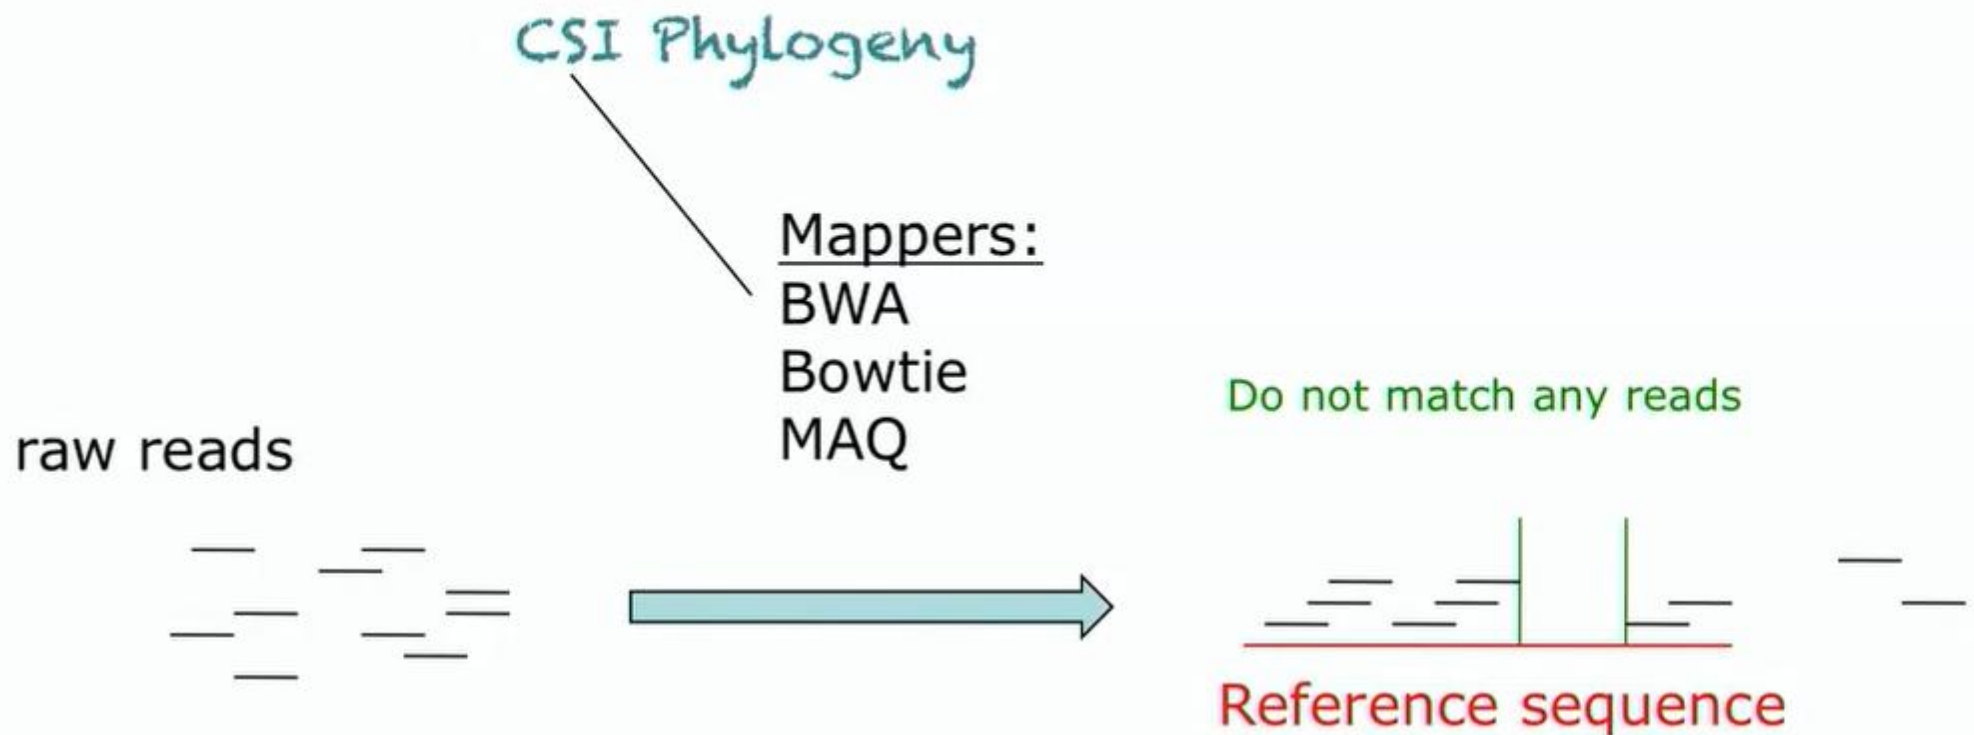 CSI Phylogeny
Mappers:
BWA
Bowtie
MAQ
raw reads
Do not match any reads
Reference sequence